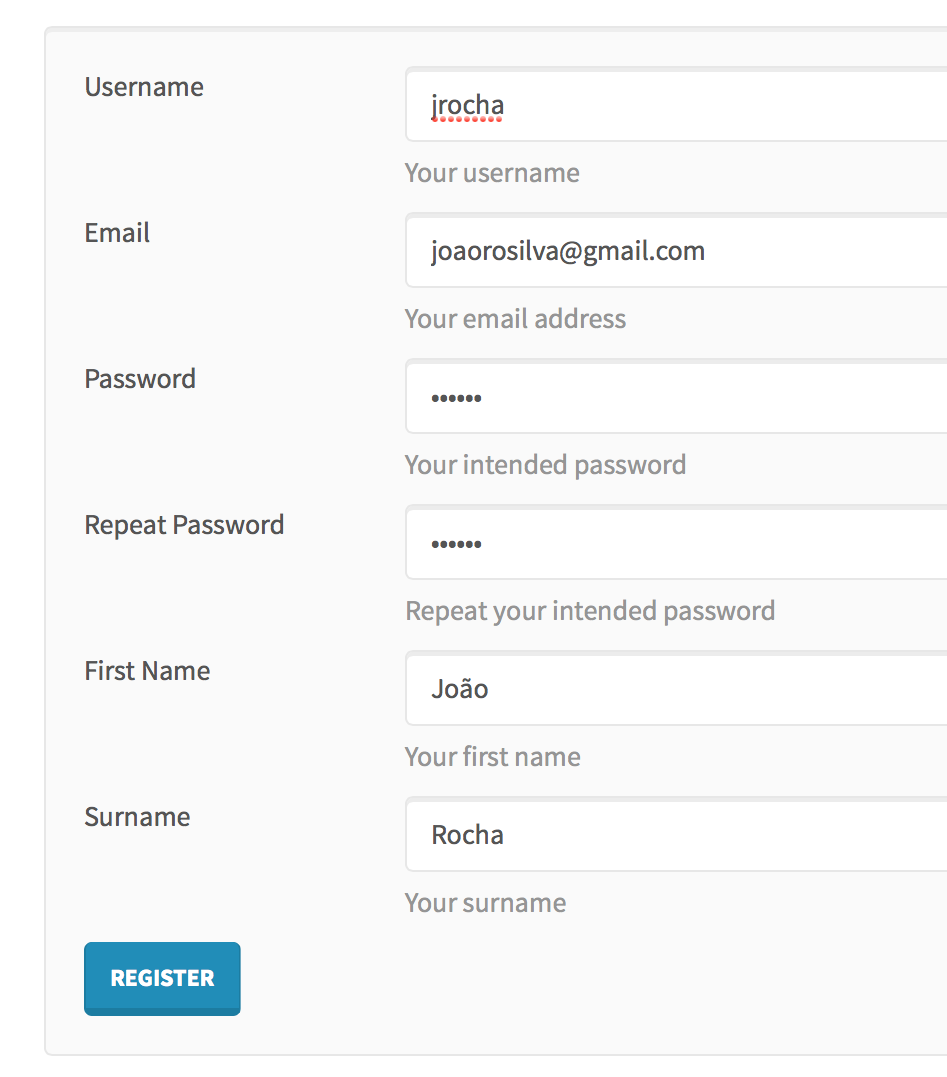 Username
jrocha
Your username
Email
joaorosilva@gmail.com
Your email address
Password
••••••
Your intended password
Repeat Password
••••••
Repeat your intended password
First Name
João
Your first name
Surname
Rocha
Your surname
REGISTER